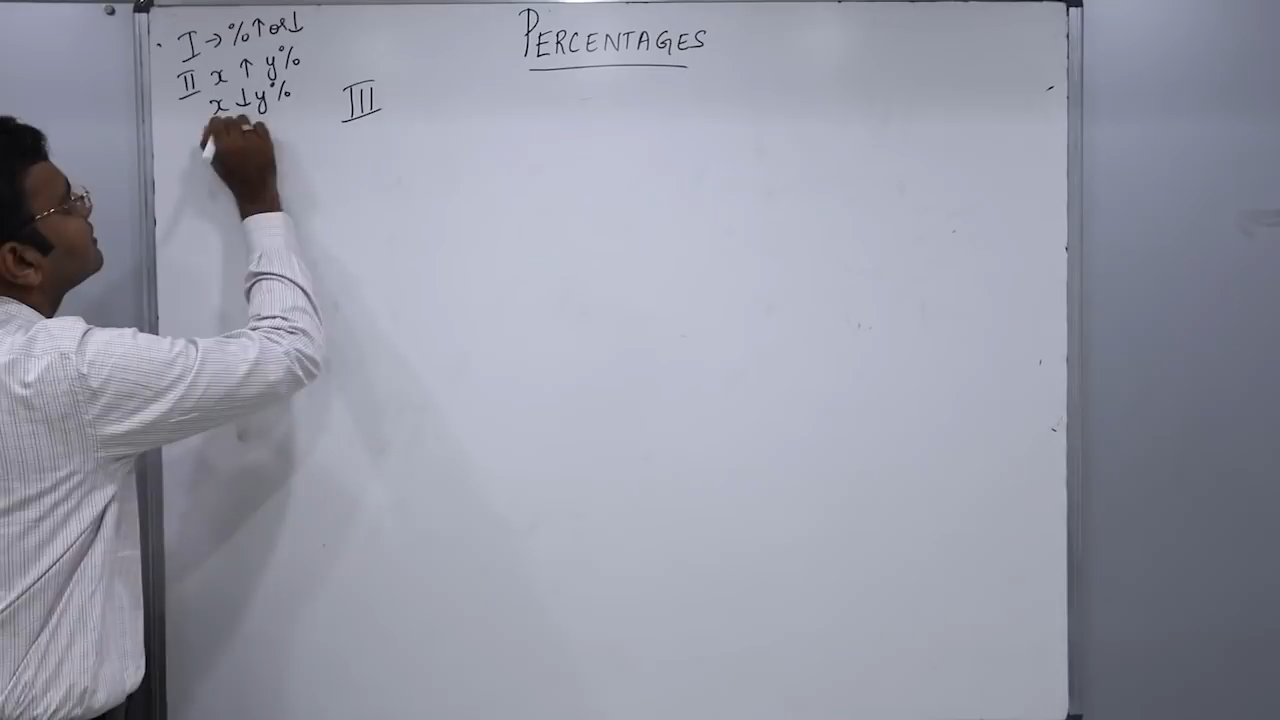 PERCENTAGES
I → % ↑ or ↓
II x ↑ y%
x ↓ y%
III